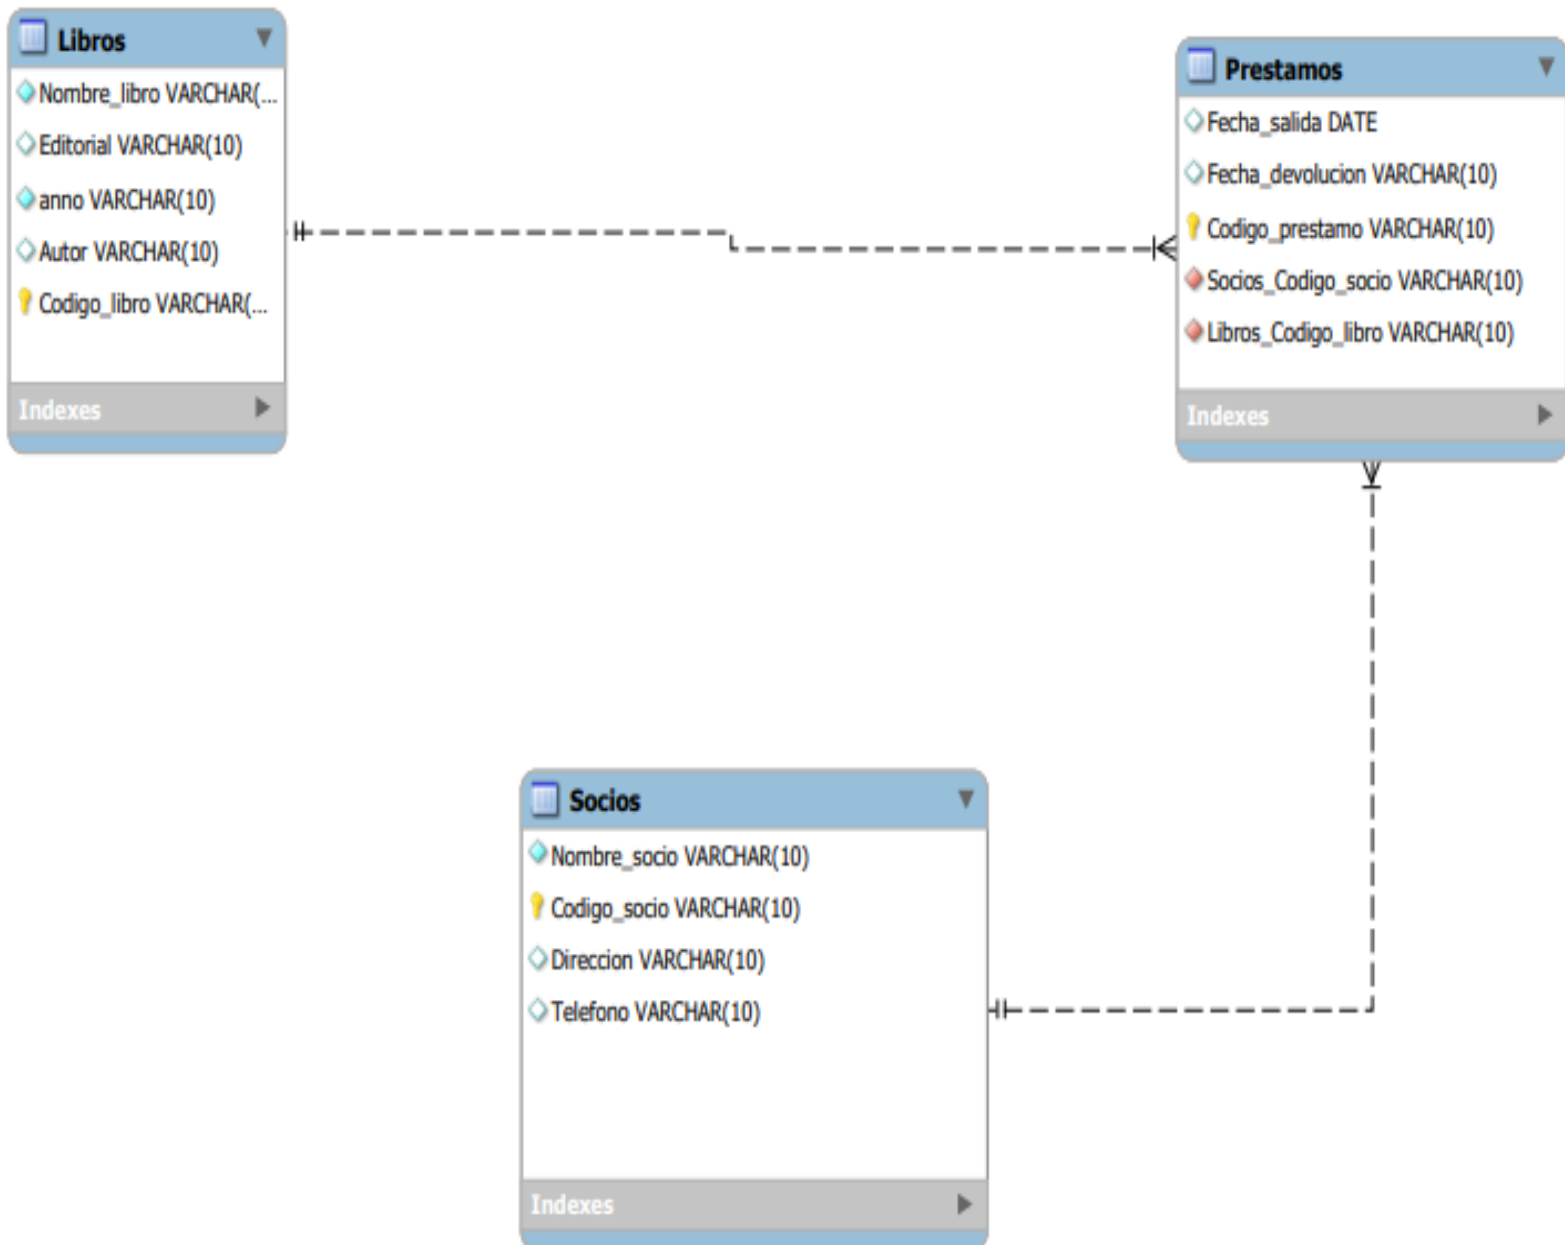 Libros
Nombre_libro VARCHAR(...
Editorial VARCHAR(10)
anno VARCHAR(10)
Autor VARCHAR(10)
Codigo_libro VARCHAR(...
Indexes
Prestamos
Fecha_salida DATE
Fecha_devolucion VARCHAR(10)
Codigo_prestamo VARCHAR(10)
Socios_Codigo_socio VARCHAR(10)
Libros_Codigo_libro VARCHAR(10)
Indexes
Socios
Nombre_socio VARCHAR(10)
Codigo_socio VARCHAR(10)
Direccion VARCHAR(10)
Telefono VARCHAR(10)
Indexes